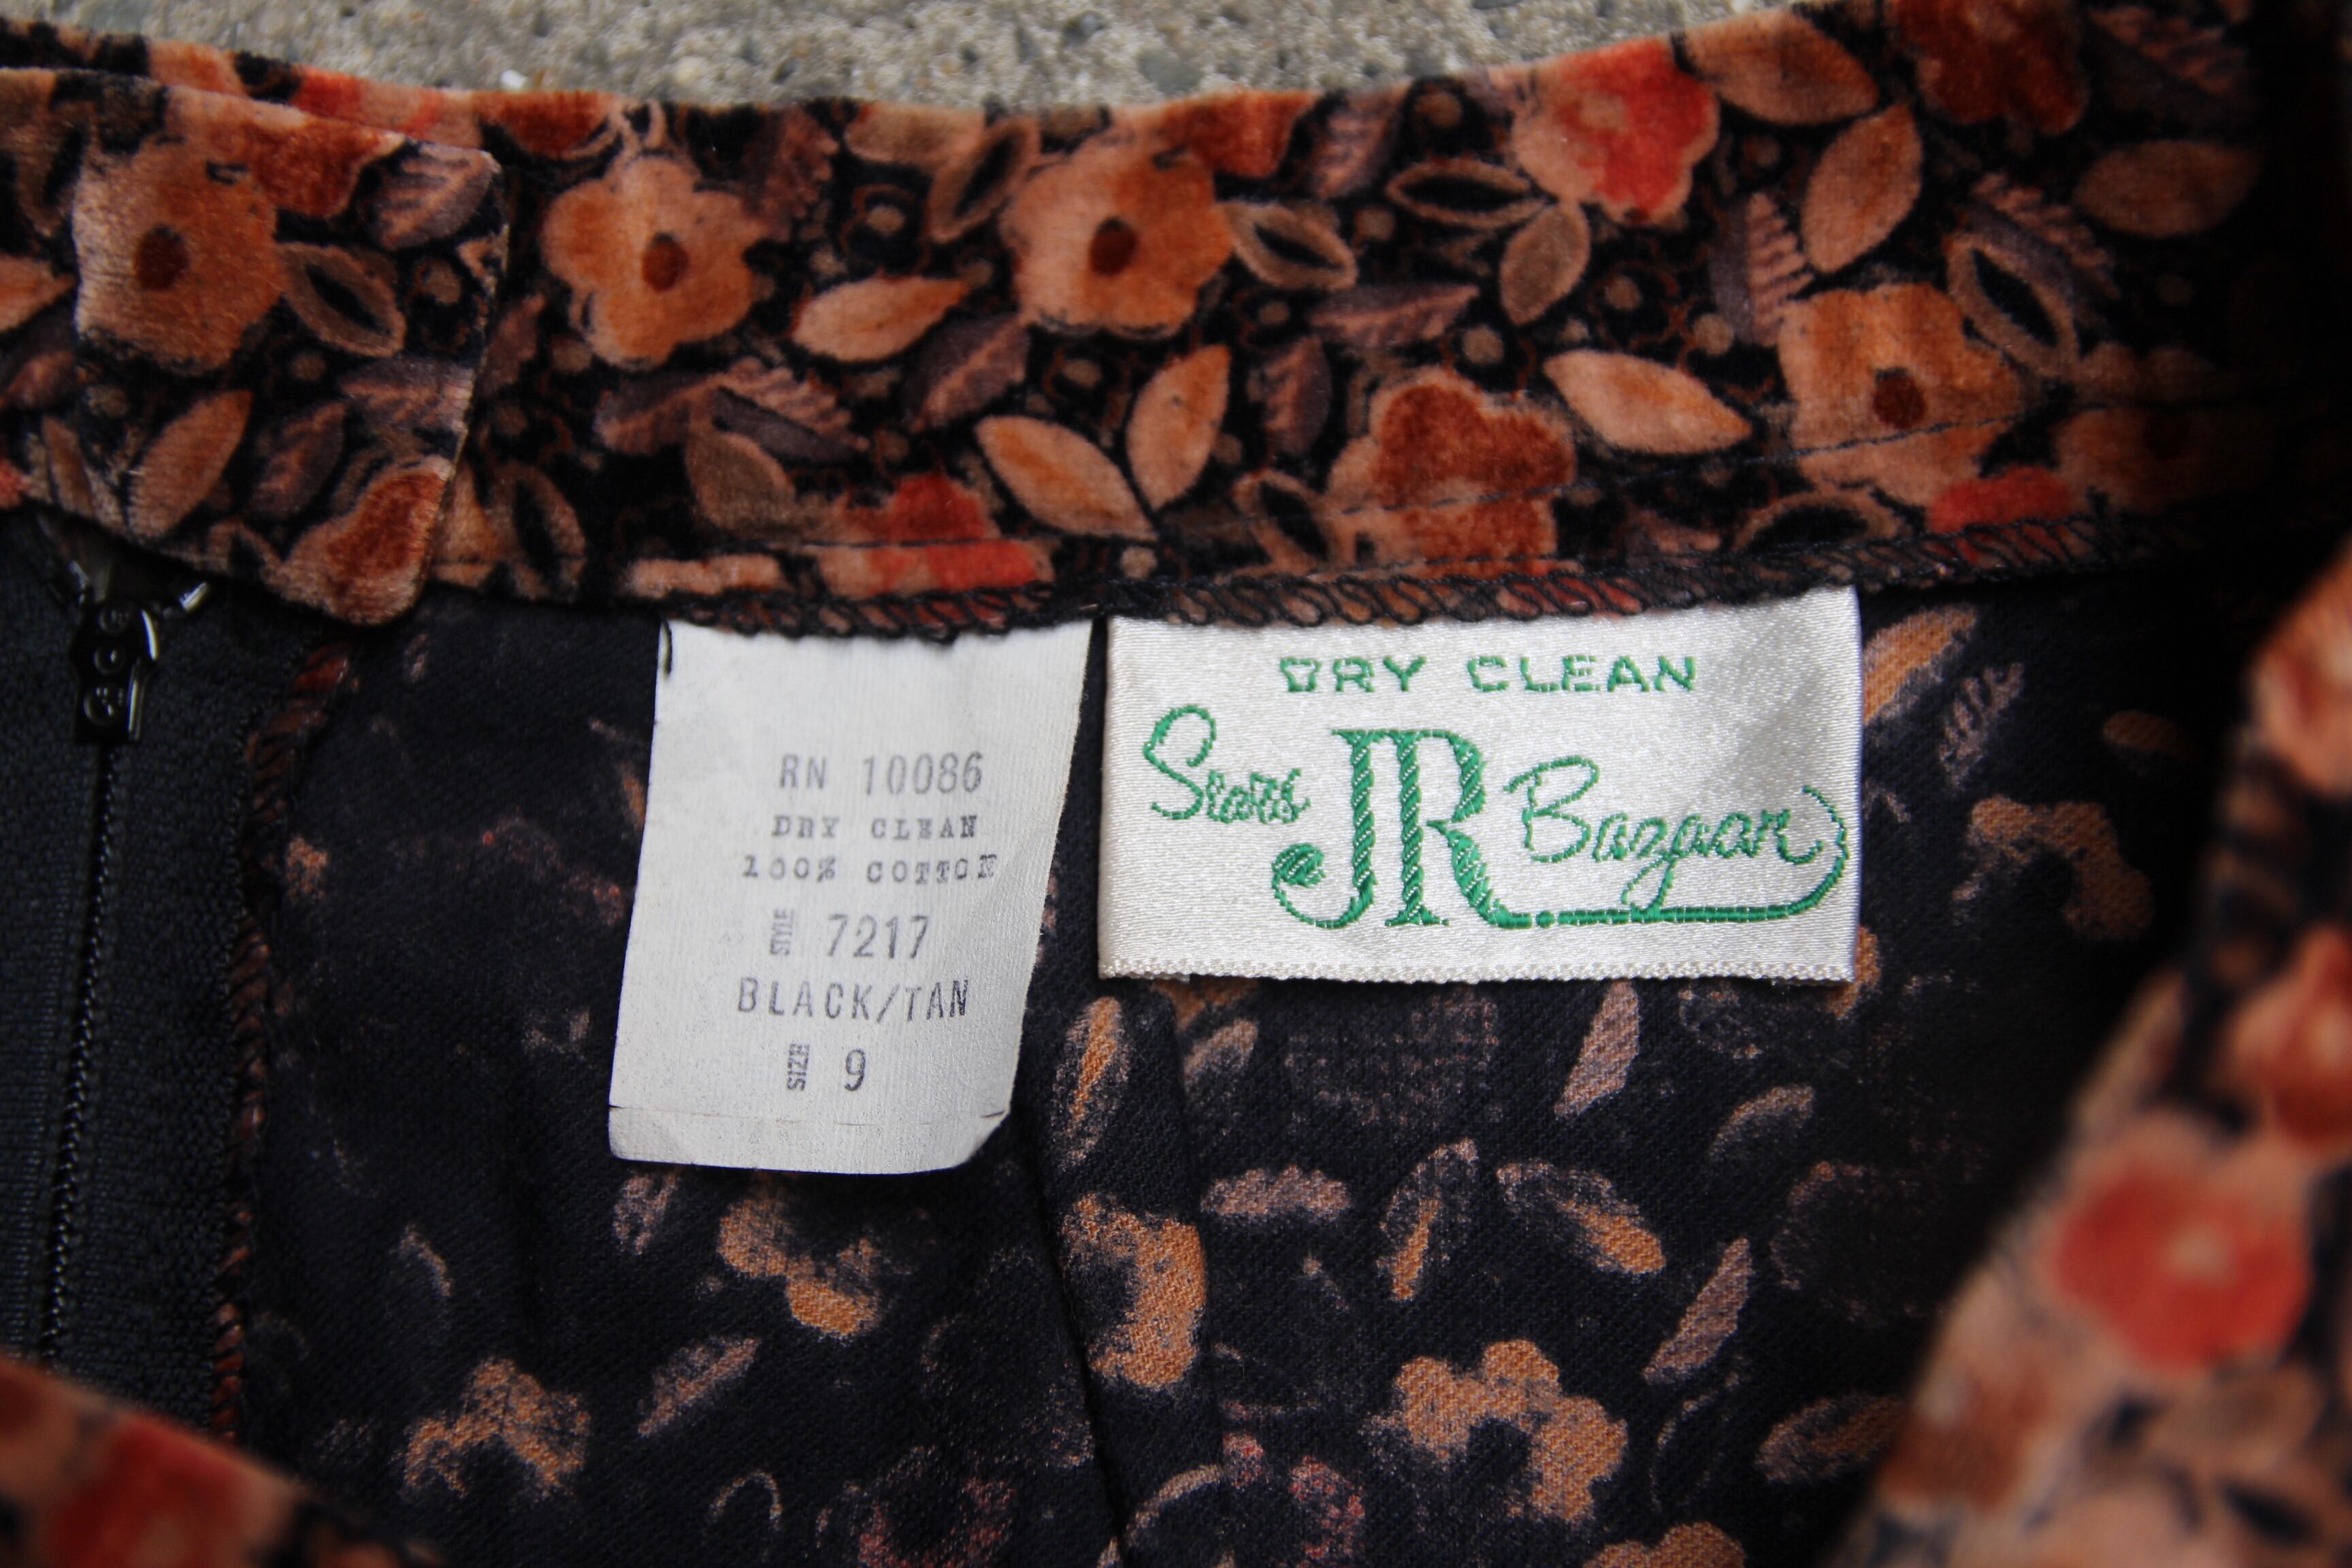 RN 10086
DRY CLEAN
100% COTTON
STYLE 7217
BLACK/TAN
SIZE 9
DRY CLEAN
Sears JR Bazaar